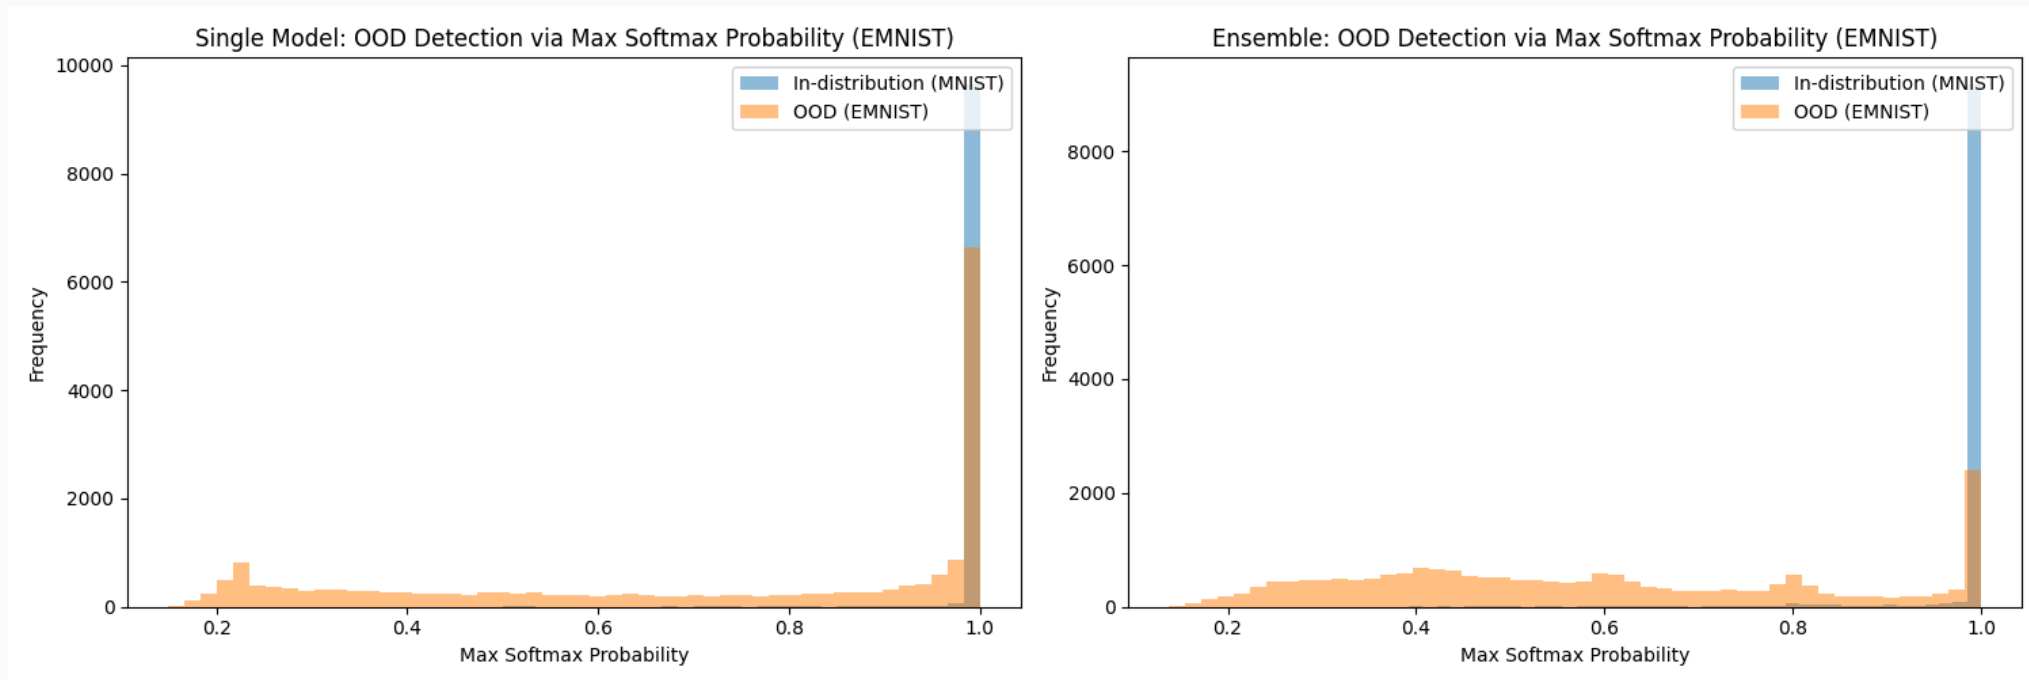 Single Model: OOD Detection via Max Softmax Probability (EMNIST)
10000
8000
6000
4000
2000
0
Frequency
In-distribution (MNIST)
OOD (EMNIST)
0.2 0.4 0.6 0.8 1.0
Max Softmax Probability
Ensemble: OOD Detection via Max Softmax Probability (EMNIST)
8000
6000
4000
2000
0
Frequency
In-distribution (MNIST)
OOD (EMNIST)
0.2 0.4 0.6 0.8 1.0
Max Softmax Probability